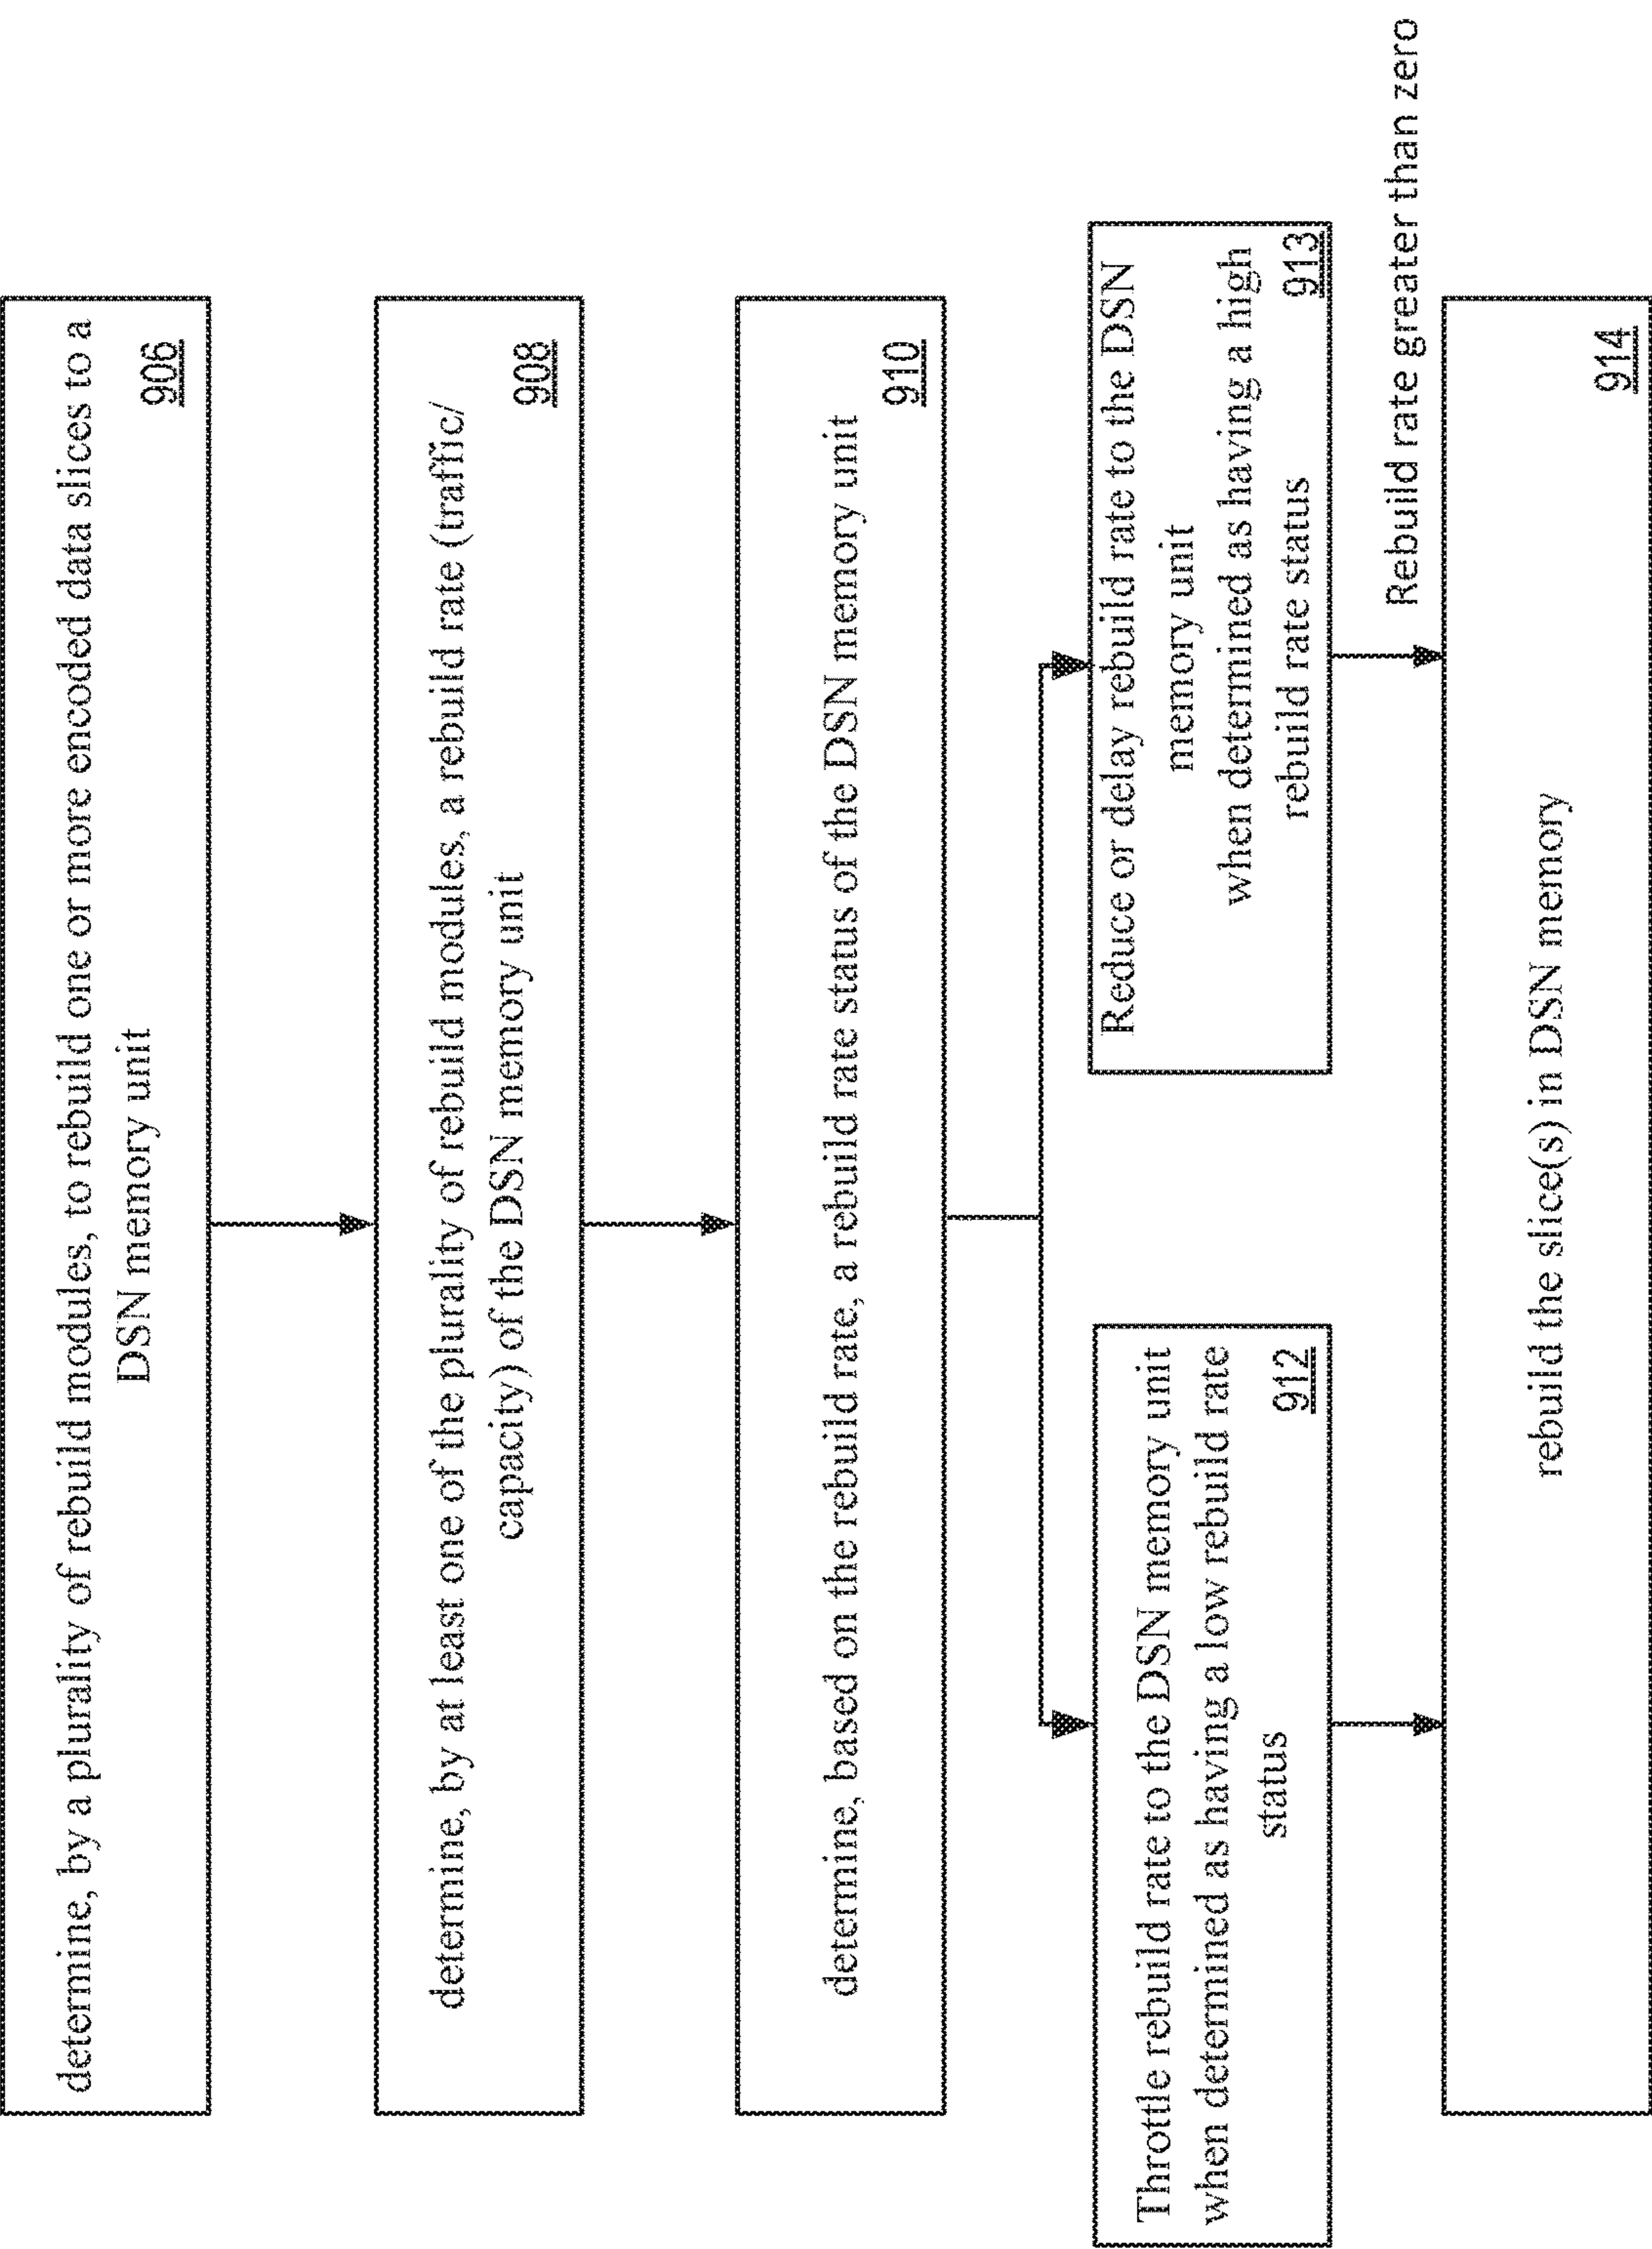 determine, by a plurality of rebuild modules, to rebuild one or more encoded data slices to a
DSN memory unit
906
determine, by at least one of the plurality of rebuild modules, a rebuild rate (traffic/
capacity) of the DSN memory unit
908
determine, based on the rebuild rate, a rebuild rate status of the DSN memory unit
910
Throttle rebuild rate to the DSN memory unit
when determined as having a low rebuild rate
status
912
Reduce or delay rebuild rate to the DSN
memory unit
when determined as having a high
rebuild rate status
913
Rebuild rate greater than zero
rebuild the slice(s) in DSN memory
914